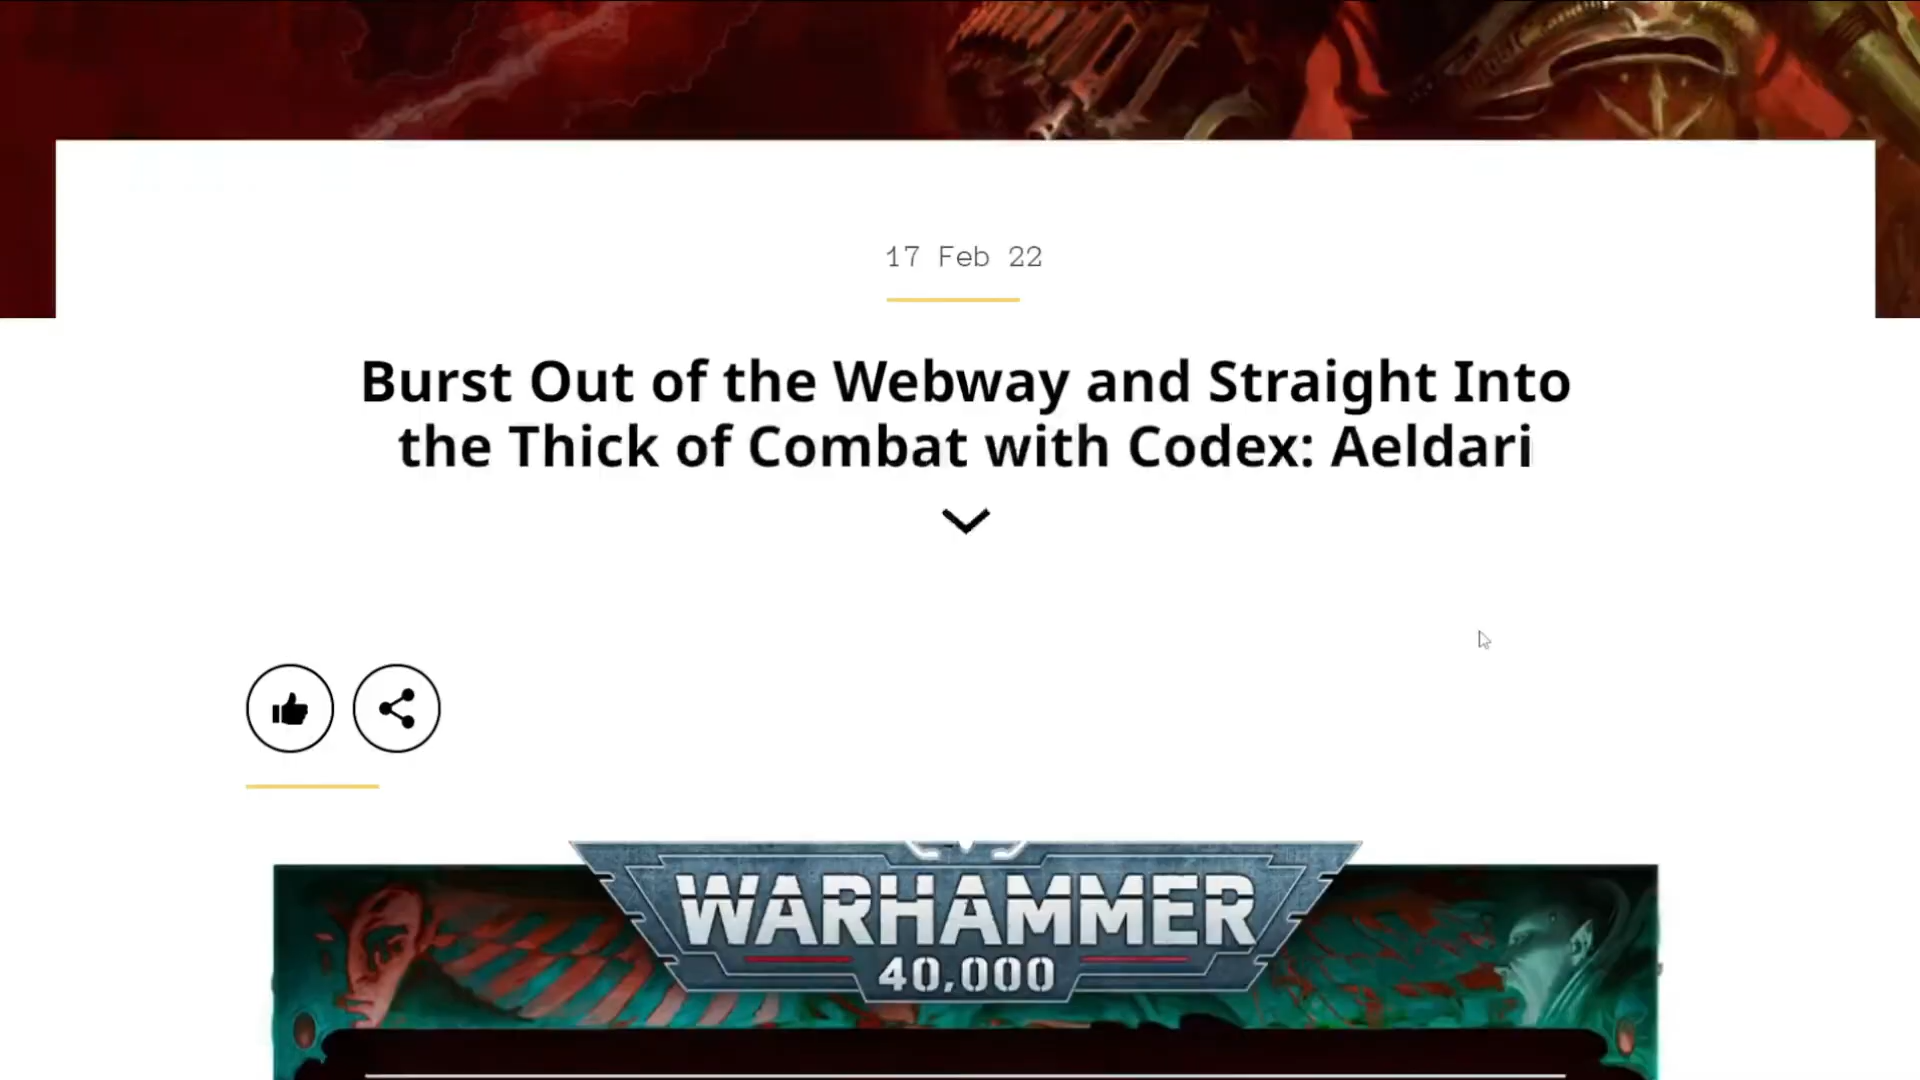 17 Feb 22
Burst Out of the Webway and Straight Into
the Thick of Combat with Codex: Aeldari
WARHAMMER
40,000